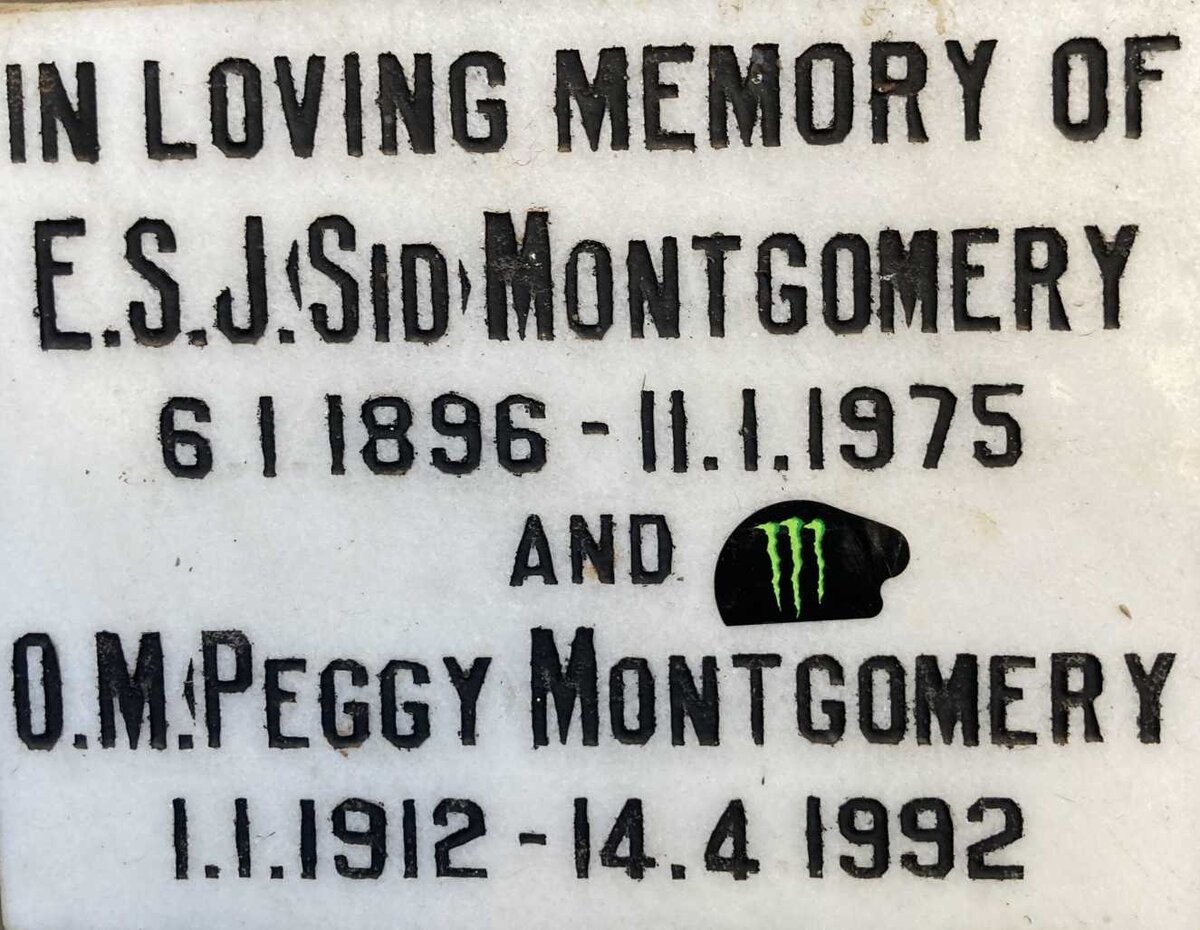 IN LOVING MEMORY OF
E.S.J.(SID) MONTGOMERY
6 1 1896 - 11.1.1975
AND
O.M.(PEGGY MONTGOMERY
1.1.1912 - 14.4 1992